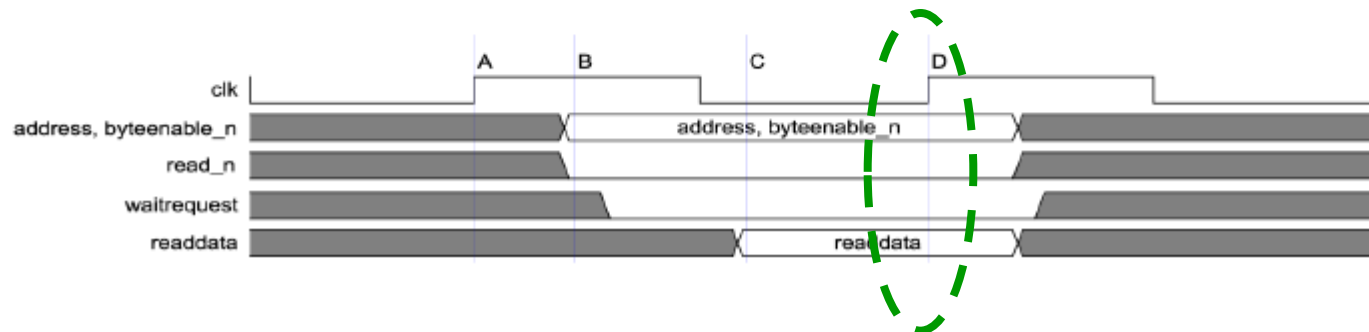 A B C D
clk
address, byteenable_n address, byteenable_n
read_n
waitrequest
readdata readdata